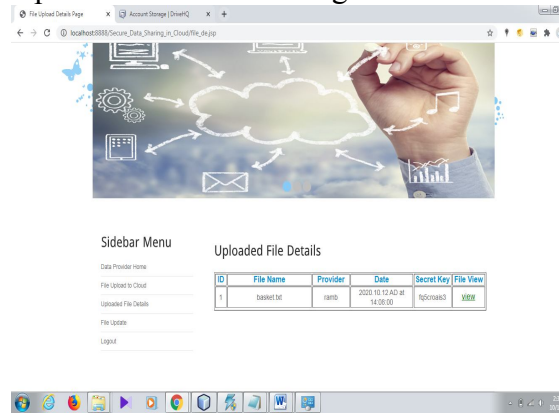 File Upload Details Page
Account Storage | DriveHQ
localhost:8888/Secure_Data_Sharing_in_Cloud/file_de.jsp
Sidebar Menu
Data Provider Home
File Upload to Cloud
Uploaded File Details
File Update
Logout
Uploaded File Details
ID File Name Provider Date Secret Key File View
1 basket.txt ramb 2020.10.12 AD at 14:06:00 fq5croais3 view